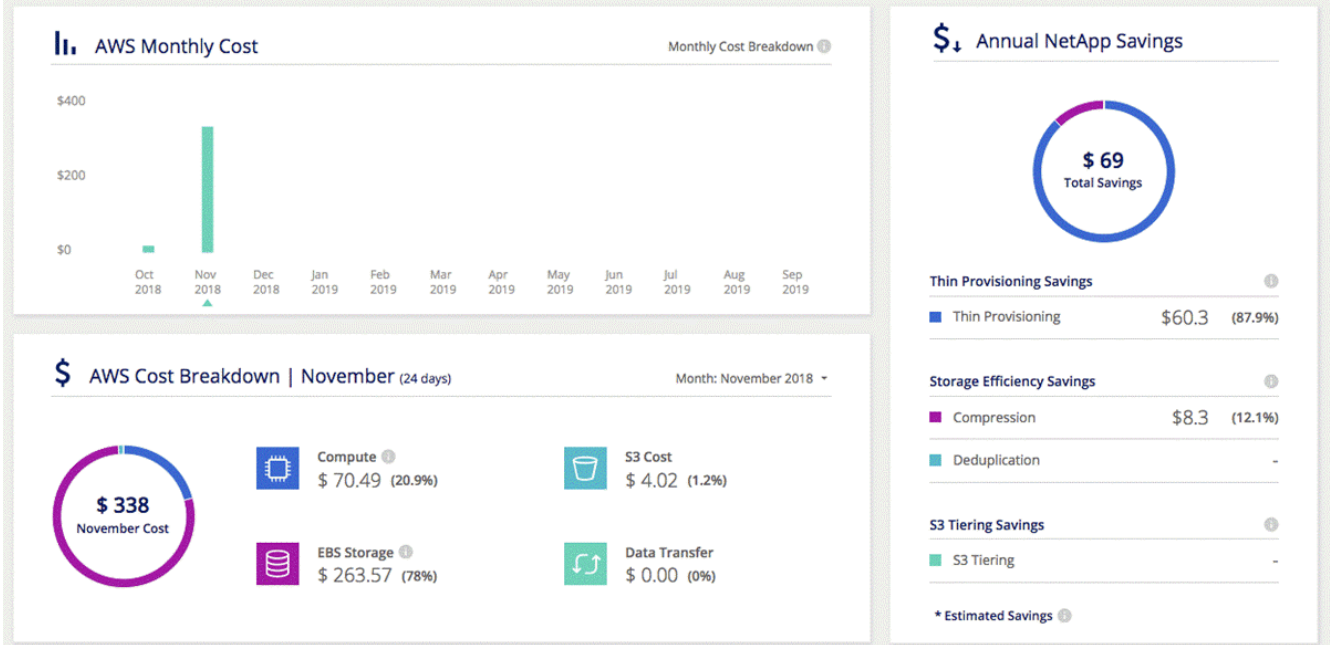 AWS Monthly Cost
Monthly Cost Breakdown i
$400
$200
$0
Oct Nov Dec Jan Feb Mar Apr May Jun Jul Aug Sep
2018 2018 2018 2019 2019 2019 2019 2019 2019 2019 2019 2019
$ AWS Cost Breakdown | November (24 days)
Month: November 2018
$ 338
November Cost
Compute i
$ 70.49 (20.9%)
S3 Cost
$ 4.02 (1.2%)
EBS Storage i
$ 263.57 (78%)
Data Transfer
$ 0.00 (0%)
$ Annual NetApp Savings
$ 69
Total Savings
Thin Provisioning Savings i
Thin Provisioning $60.3 (87.9%)
Storage Efficiency Savings i
Compression $8.3 (12.1%)
Deduplication -
S3 Tiering Savings i
S3 Tiering -
* Estimated Savings i